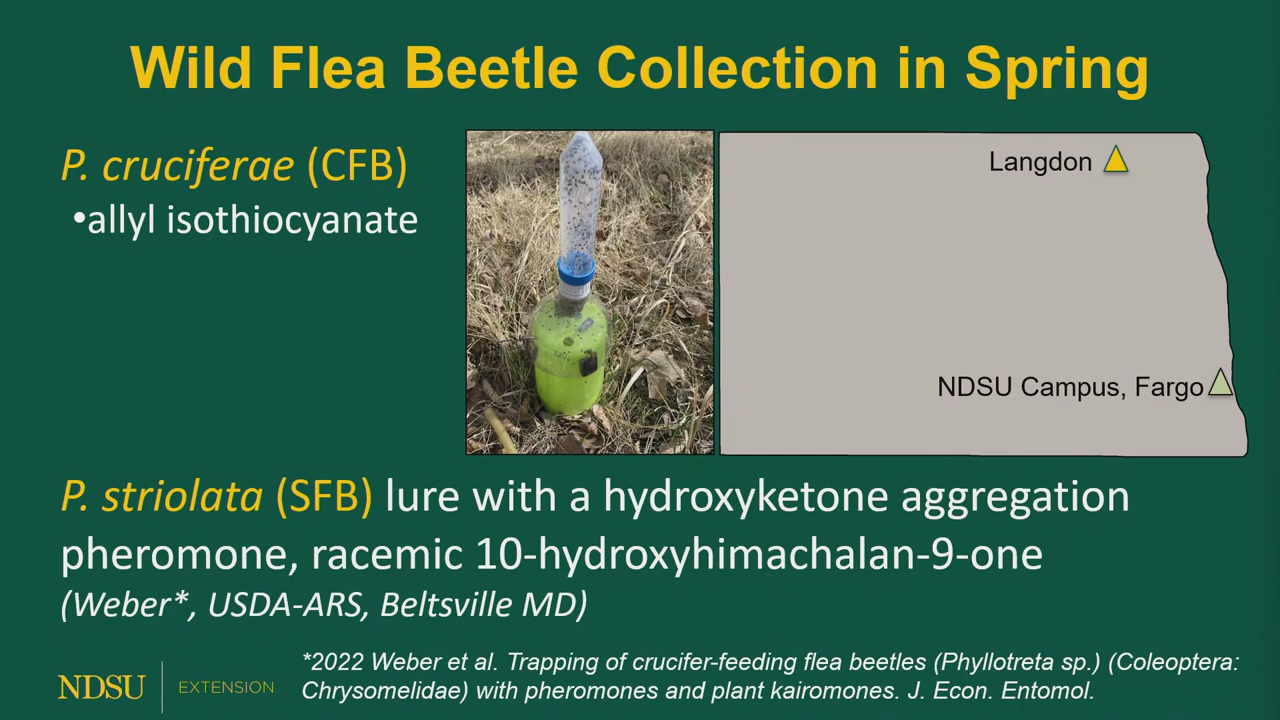 Wild Flea Beetle Collection in Spring
P. cruciferae (CFB)
•allyl isothiocyanate
Langdon
NDSU Campus, Fargo
P. striolata (SFB) lure with a hydroxyketone aggregation
pheromone, racemic 10-hydroxyhimachalan-9-one
(Weber*, USDA-ARS, Beltsville MD)
*2022 Weber et al. Trapping of crucifer-feeding flea beetles (Phyllotreta sp.) (Coleoptera:
Chrysomelidae) with pheromones and plant kairomones. J. Econ. Entomol.
NDSU EXTENSION